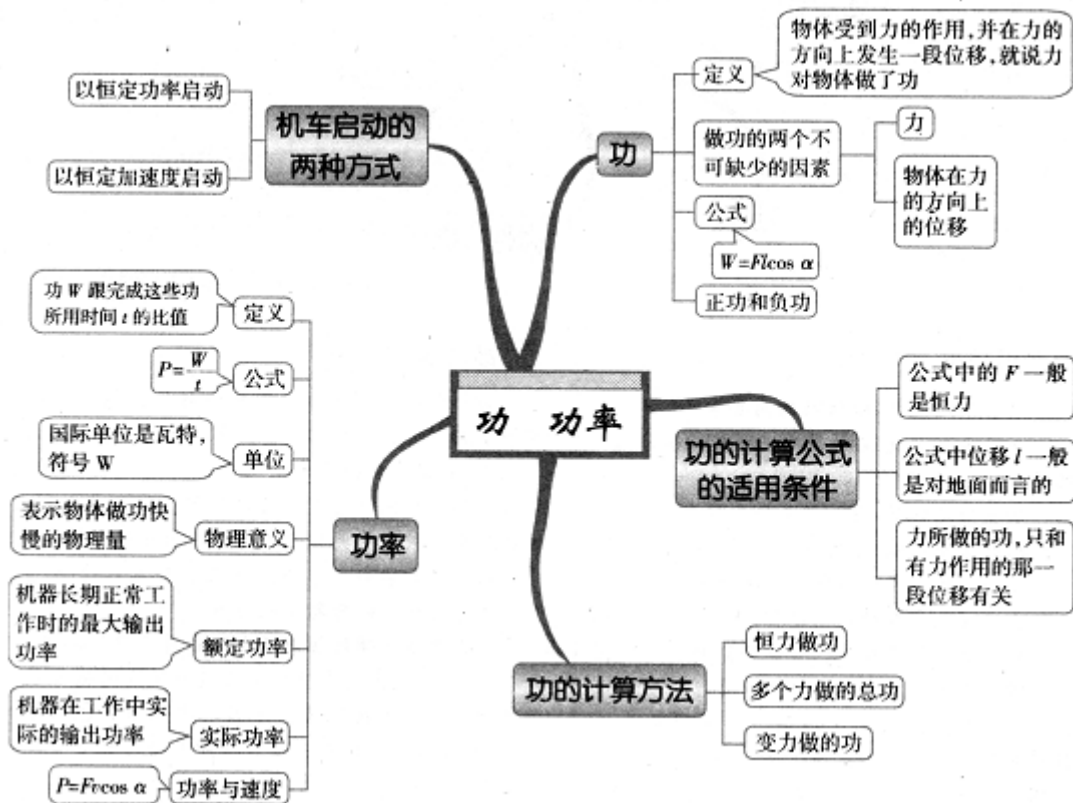 功 功率
机车启动的
两种方式
以恒定功率启动
以恒定加速度启动
功
定义
物体受到力的作用,并在力的
方向上发生一段位移,就说力
对物体做了功
做功的两个不
可缺少的因素
力
物体在力
的方向上
的位移
公式
W=Flcos α
正功和负功
功的计算公式
的适用条件
公式中的 F 一般
是恒力
公式中位移 l 一般
是对地面而言的
力所做的功,只和
有力作用的那一
段位移有关
功的计算方法
恒力做功
多个力做的总功
变力做的功
功率
定义
功 W 跟完成这些功
所用时间 t 的比值
公式
P=W/t
单位
国际单位是瓦特,
符号 W
物理意义
表示物体做功快
慢的物理量
额定功率
机器长期正常工
作时的最大输出
功率
实际功率
机器在工作中实
际的输出功率
功率与速度
P=Fvcos α